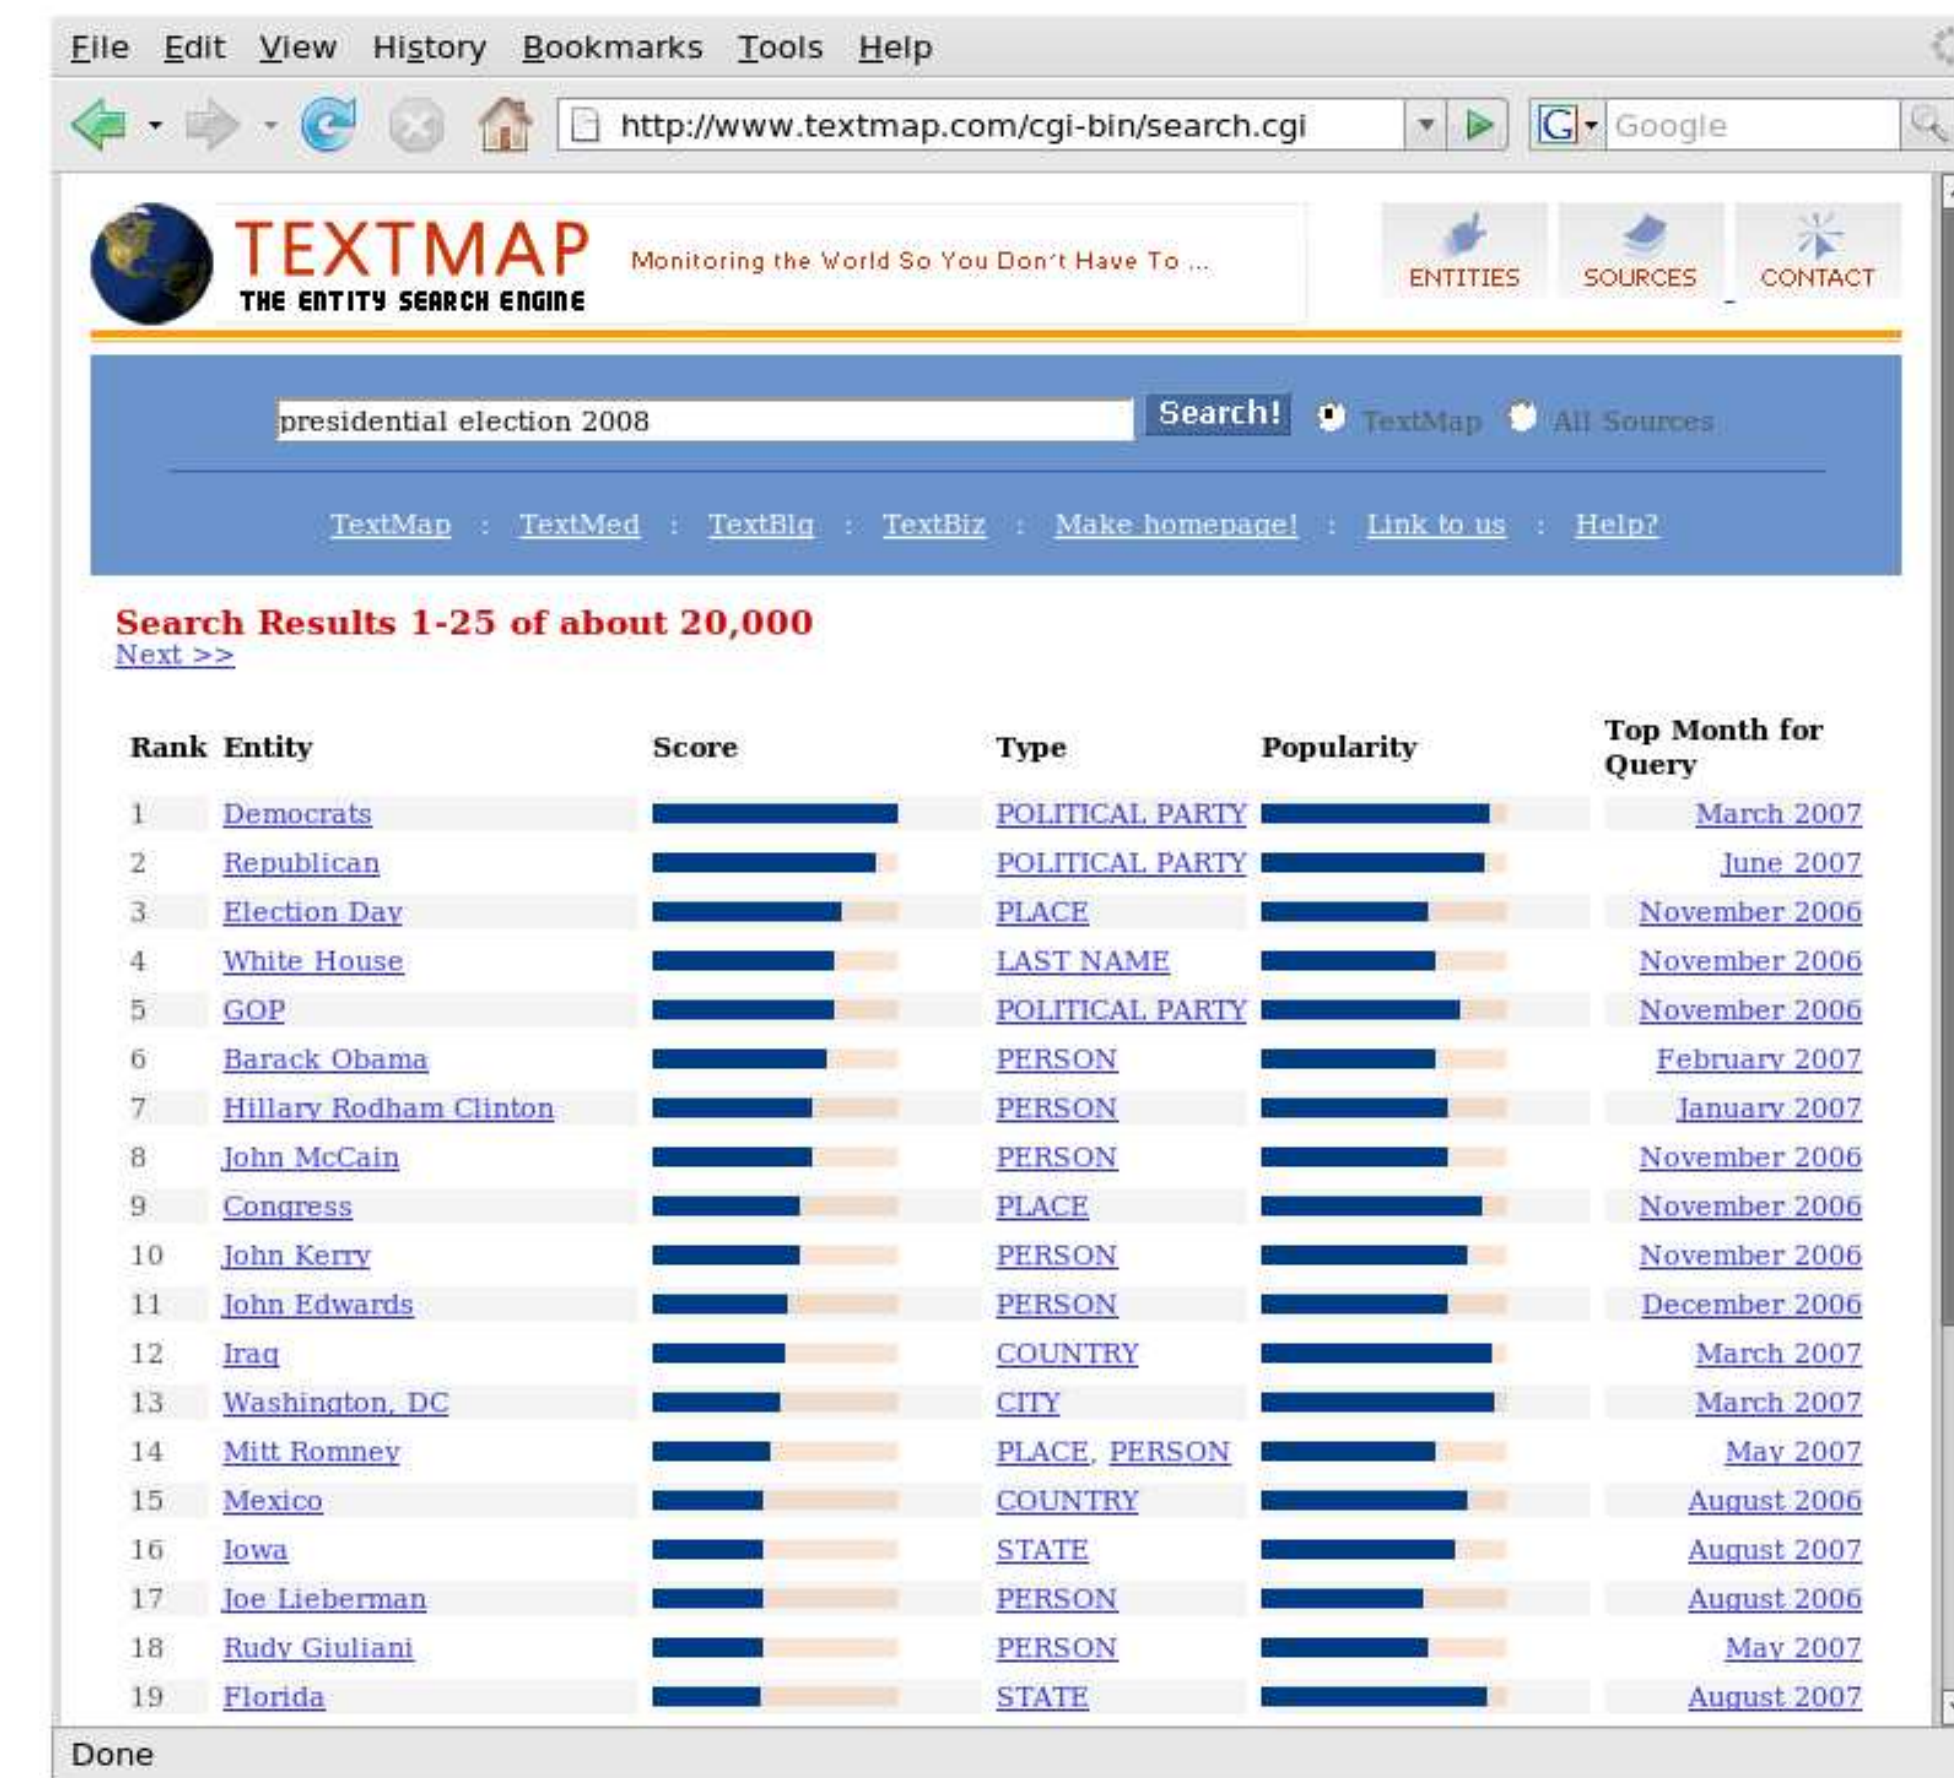 File Edit View History Bookmarks Tools Help
http://www.textmap.com/cgi-bin/search.cgi G Google
TEXTMAP Monitoring the World So You Don't Have To ...
THE ENTITY SEARCH ENGINE
ENTITIES SOURCES CONTACT
presidential election 2008 Search! TextMap All Sources
TextMap : TextMed : TextBlg : TextBiz : Make homepage! : Link to us : Help?
Search Results 1-25 of about 20,000
Next >>
Rank Entity Score Type Popularity Top Month for Query
1 Democrats POLITICAL PARTY March 2007
2 Republican POLITICAL PARTY June 2007
3 Election Day PLACE November 2006
4 White House LAST NAME November 2006
5 GOP POLITICAL PARTY November 2006
6 Barack Obama PERSON February 2007
7 Hillary Rodham Clinton PERSON January 2007
8 John McCain PERSON November 2006
9 Congress PLACE November 2006
10 John Kerry PERSON November 2006
11 John Edwards PERSON December 2006
12 Iraq COUNTRY March 2007
13 Washington, DC CITY March 2007
14 Mitt Romney PLACE, PERSON May 2007
15 Mexico COUNTRY August 2006
16 Iowa STATE August 2007
17 Joe Lieberman PERSON August 2006
18 Rudy Giuliani PERSON May 2007
19 Florida STATE August 2007
Done